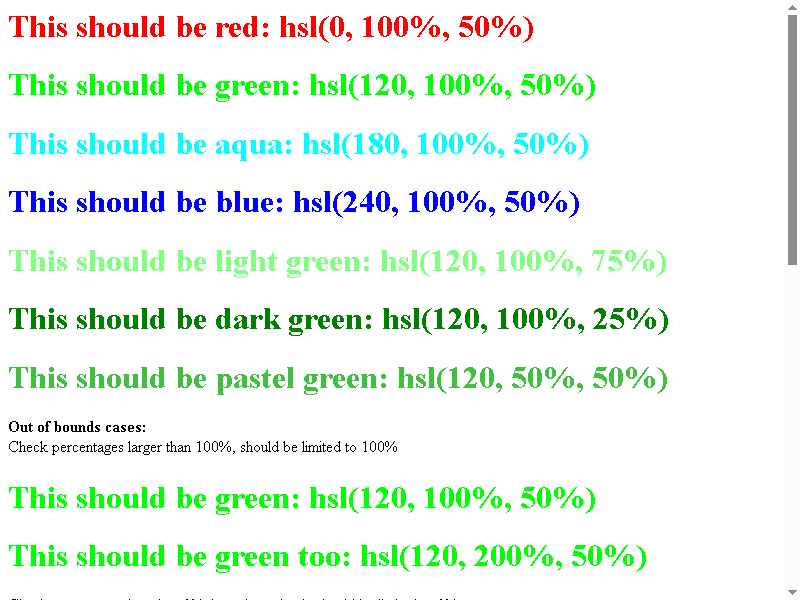 This should be red: hsl(0, 100%, 50%)
This should be green: hsl(120, 100%, 50%)
This should be aqua: hsl(180, 100%, 50%)
This should be blue: hsl(240, 100%, 50%)
This should be light green: hsl(120, 100%, 75%)
This should be dark green: hsl(120, 100%, 25%)
This should be pastel green: hsl(120, 50%, 50%)
Out of bounds cases:
Check percentages larger than 100%, should be limited to 100%
This should be green: hsl(120, 100%, 50%)
This should be green too: hsl(120, 200%, 50%)